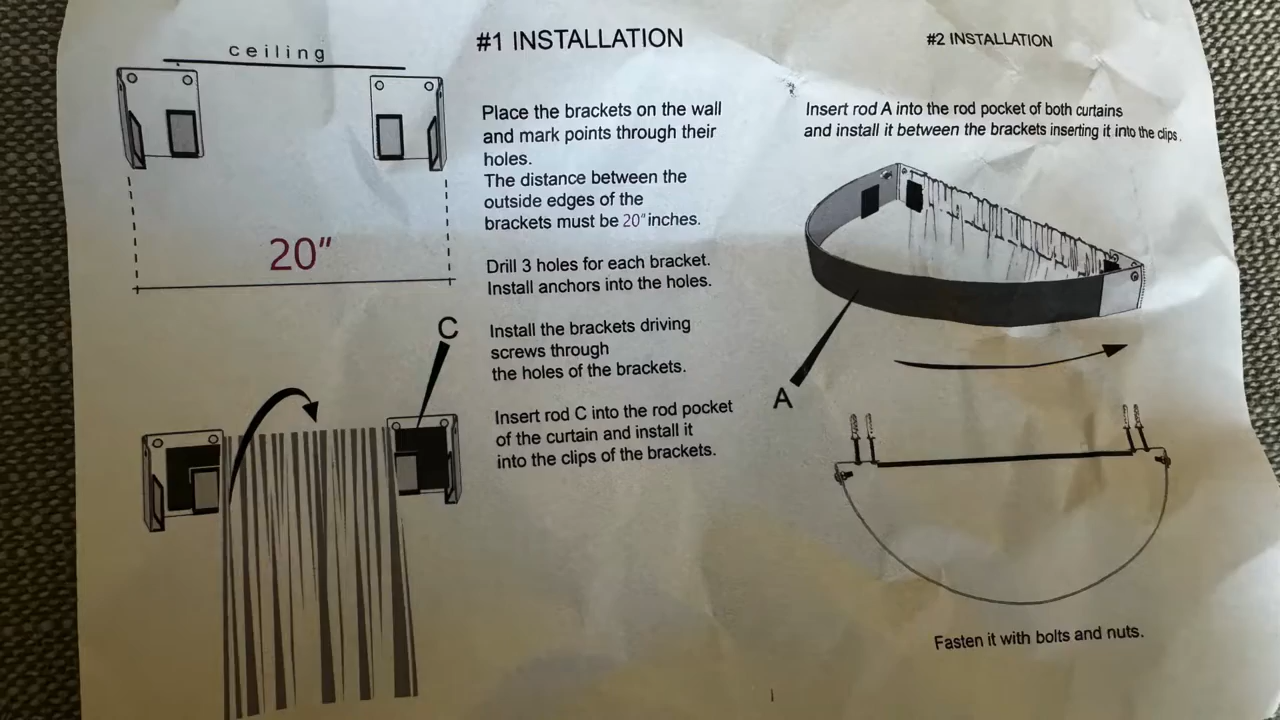 ceiling
20”
C
#1 INSTALLATION
Place the brackets on the wall
and mark points through their
holes.
The distance between the
outside edges of the
brackets must be 20" inches.
Drill 3 holes for each bracket.
Install anchors into the holes.
Install the brackets driving
screws through
the holes of the brackets.
Insert rod C into the rod pocket
of the curtain and install it
into the clips of the brackets.
#2 INSTALLATION
Insert rod A into the rod pocket of both curtains
and install it between the brackets inserting it into the clips.
A
Fasten it with bolts and nuts.